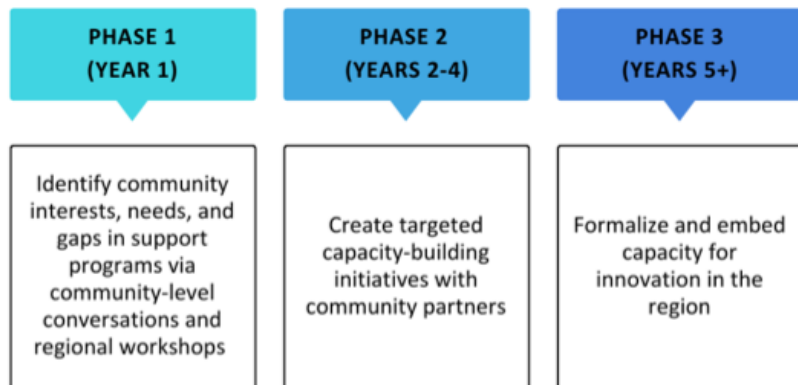 PHASE 1
(YEAR 1)
Identify community
interests, needs, and
gaps in support
programs via
community-level
conversations and
regional workshops
PHASE 2
(YEARS 2-4)
Create targeted
capacity-building
initiatives with
community partners
PHASE 3
(YEARS 5+)
Formalize and embed
capacity for
innovation in the
region